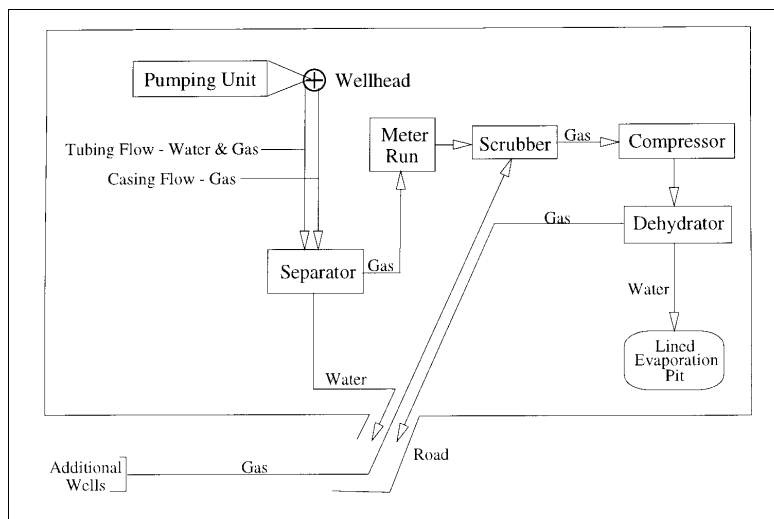 Pumping Unit
Wellhead
Tubing Flow - Water & Gas
Casing Flow - Gas
Meter
Run
Scrubber
Gas
Compressor
Gas
Dehydrator
Separator
Gas
Water
Lined
Evaporation
Pit
Water
Road
Additional
Wells
Gas